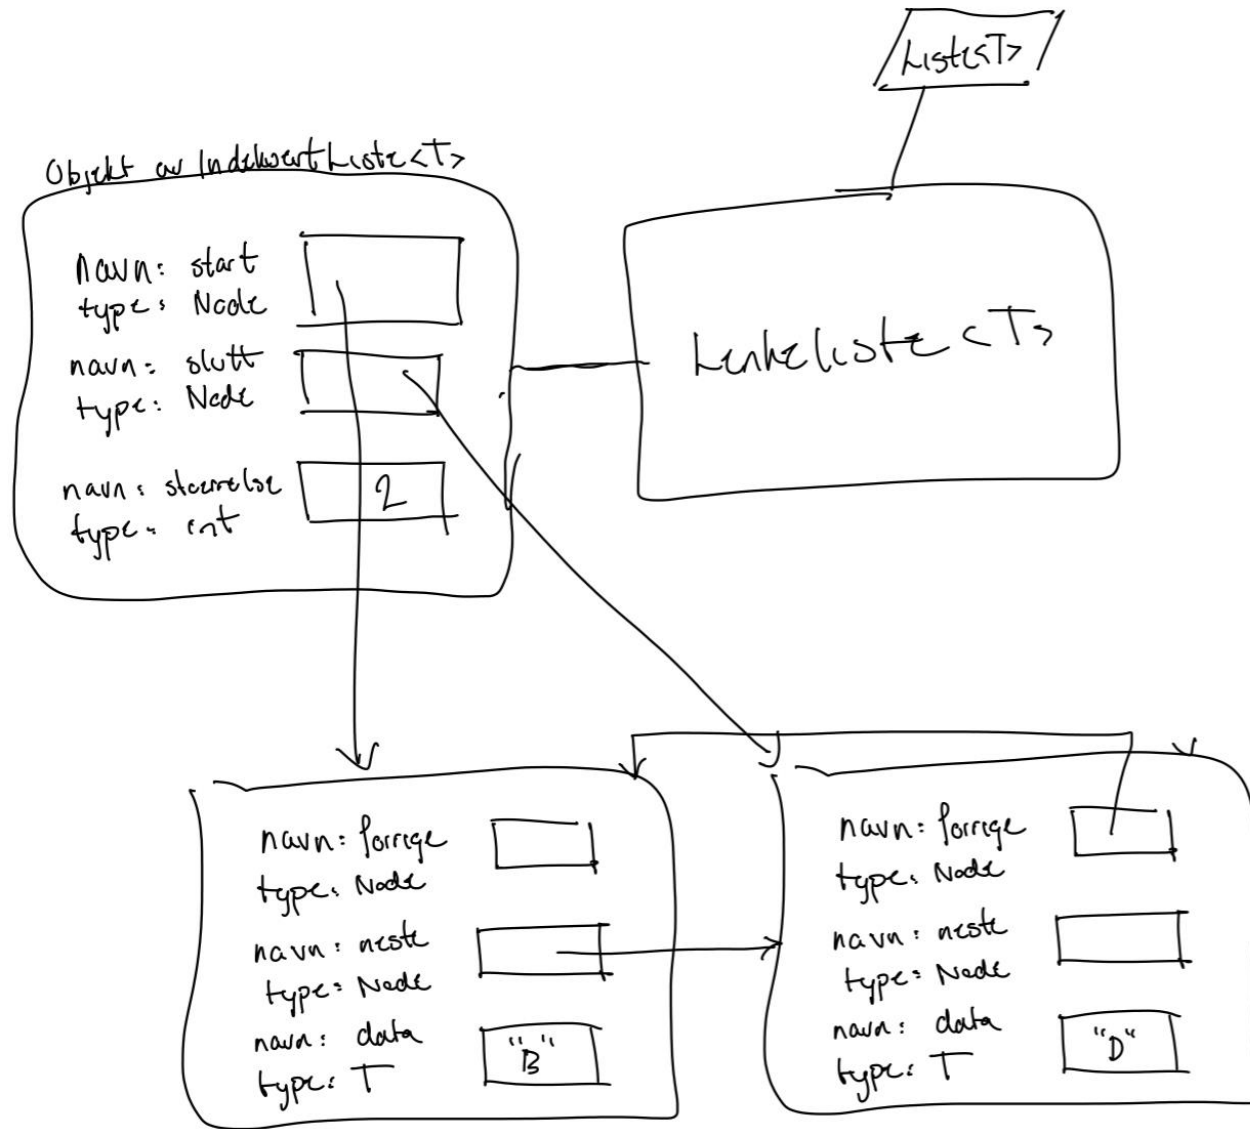 Liste<T>
Objekt av IndeksertListe<T>
navn: start
type: Node
navn: slutt
type: Node
navn: stoerrelse
type: int
2
Lenkeliste<T>
navn: forrige
type: Node
navn: neste
type: Node
navn: data
type: T
"B"
navn: forrige
type: Node
navn: neste
type: Node
navn: data
type: T
"D"